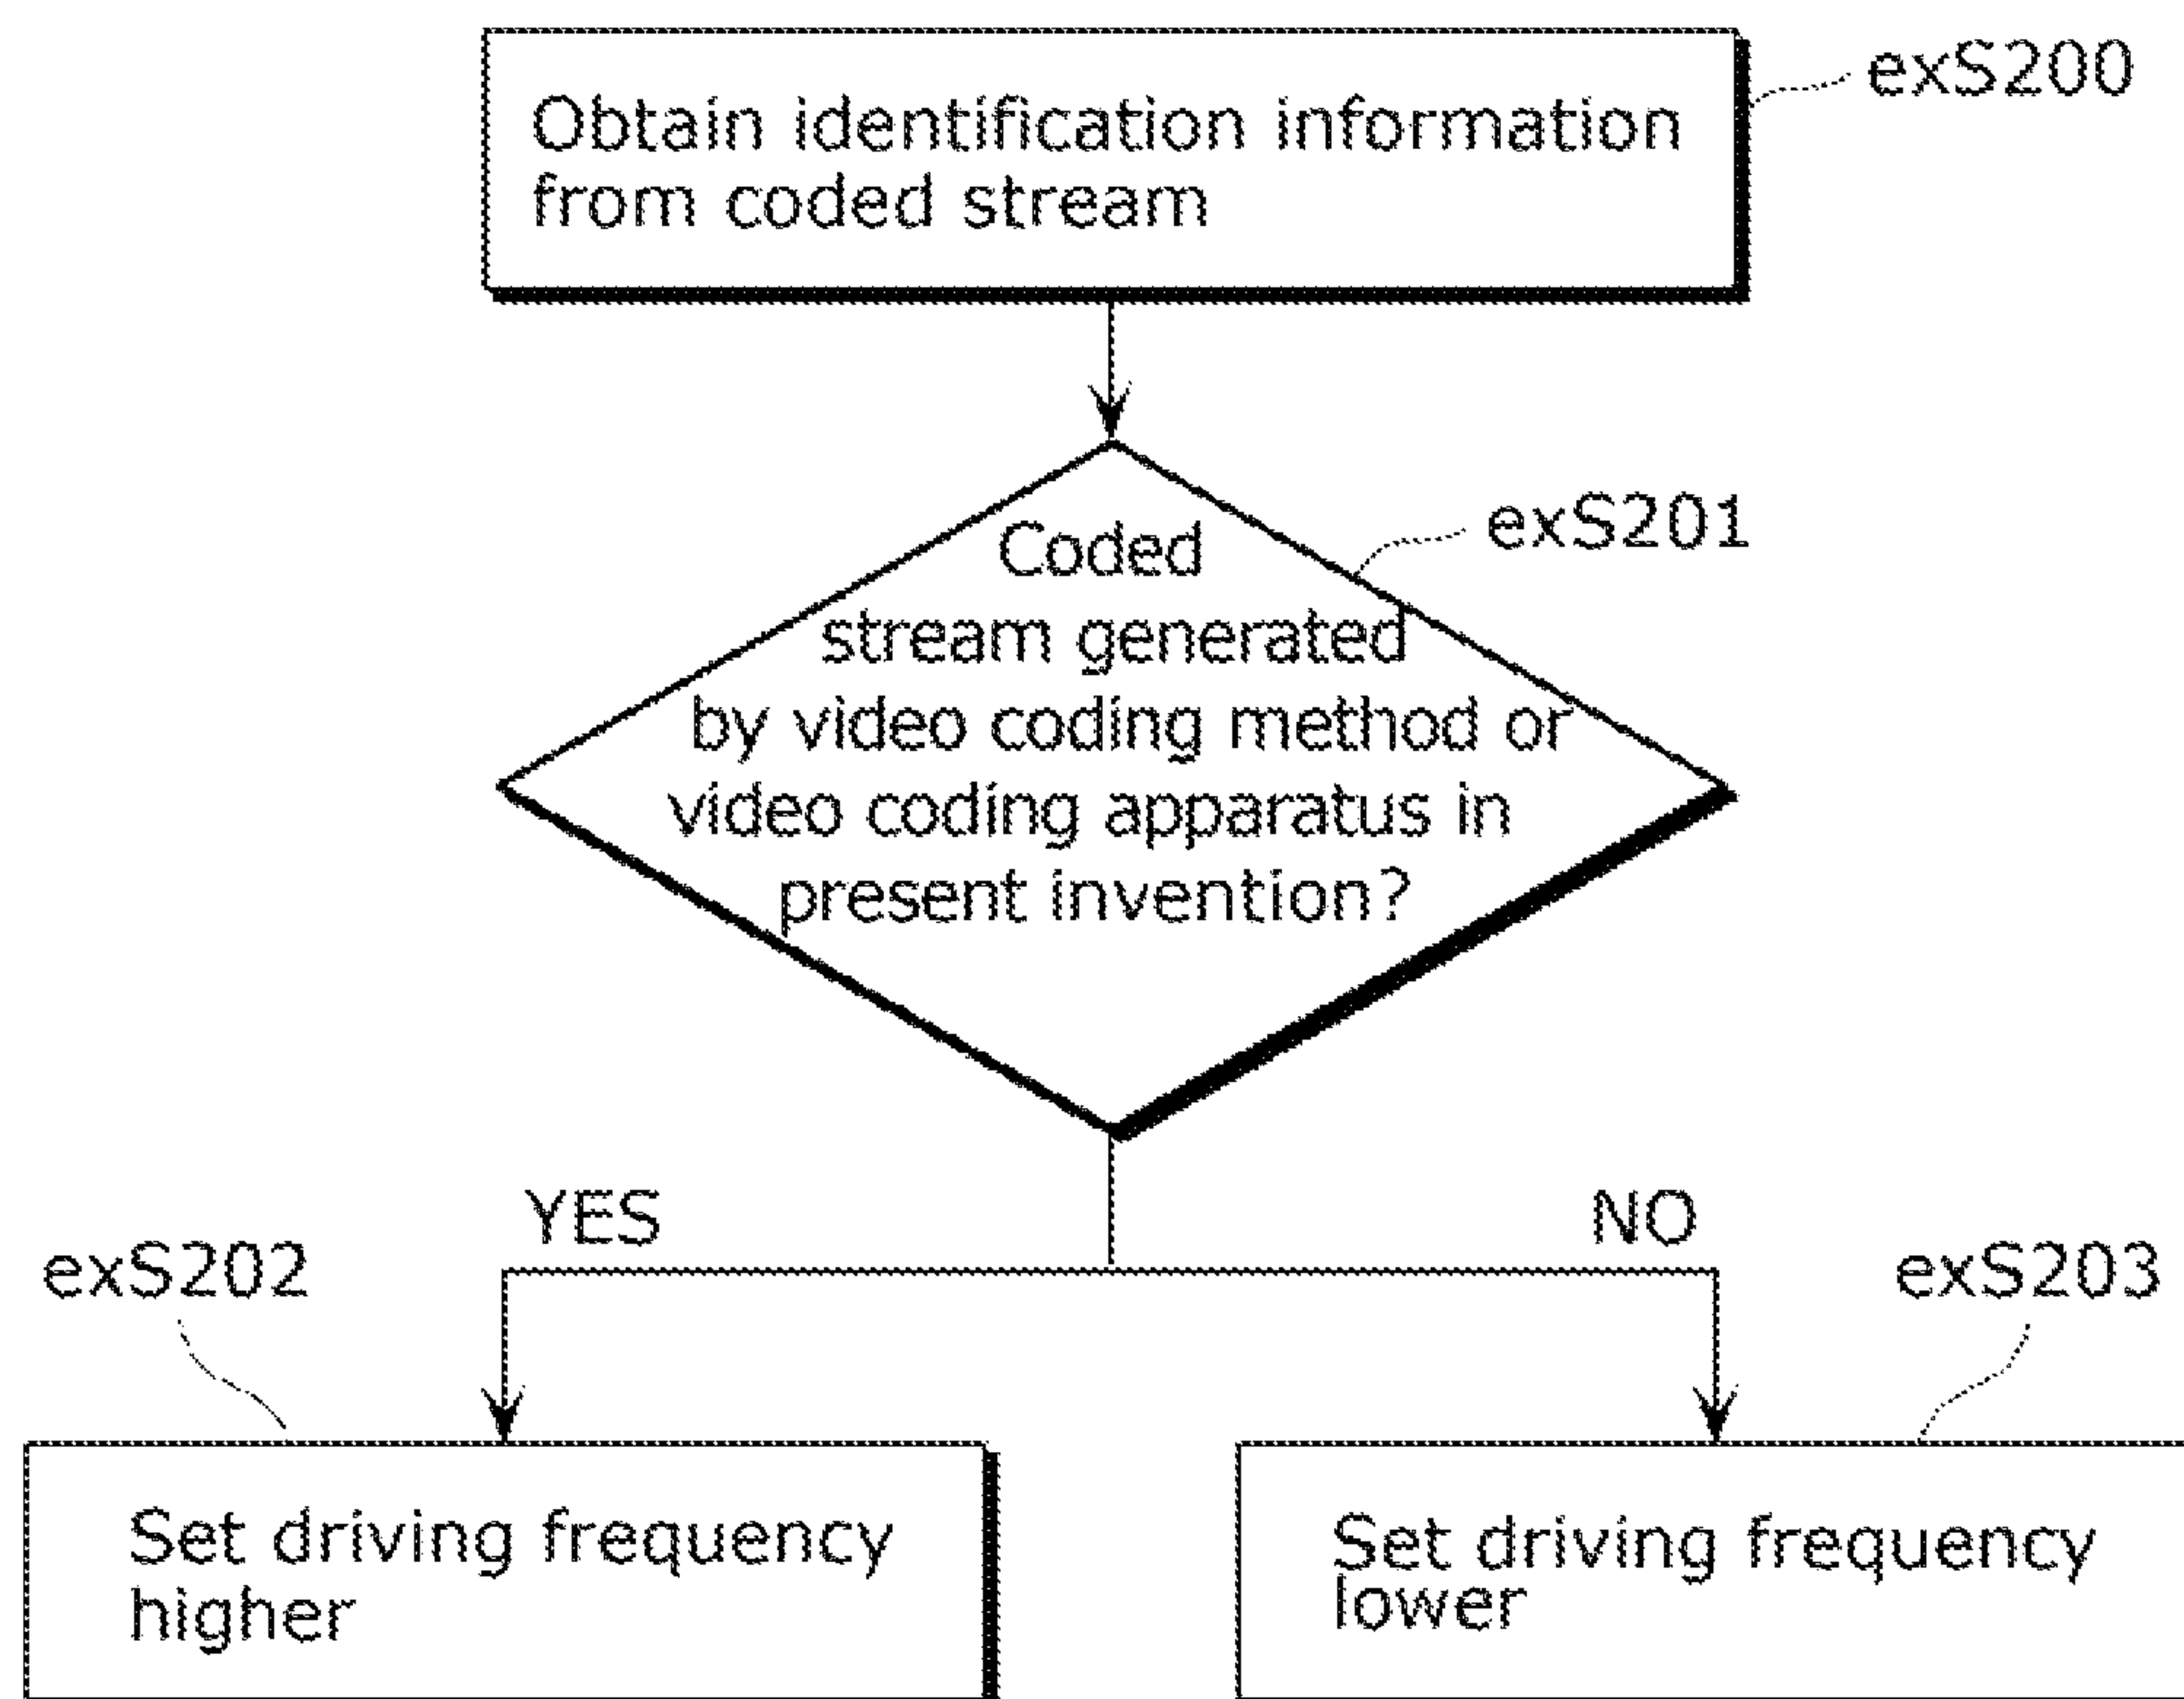 Obtain identification information
from coded stream
exS200
Coded
stream generated
by video coding method or
video coding apparatus in
present invention?
exS201
YES
NO
exS202
exS203
Set driving frequency
higher
Set driving frequency
lower